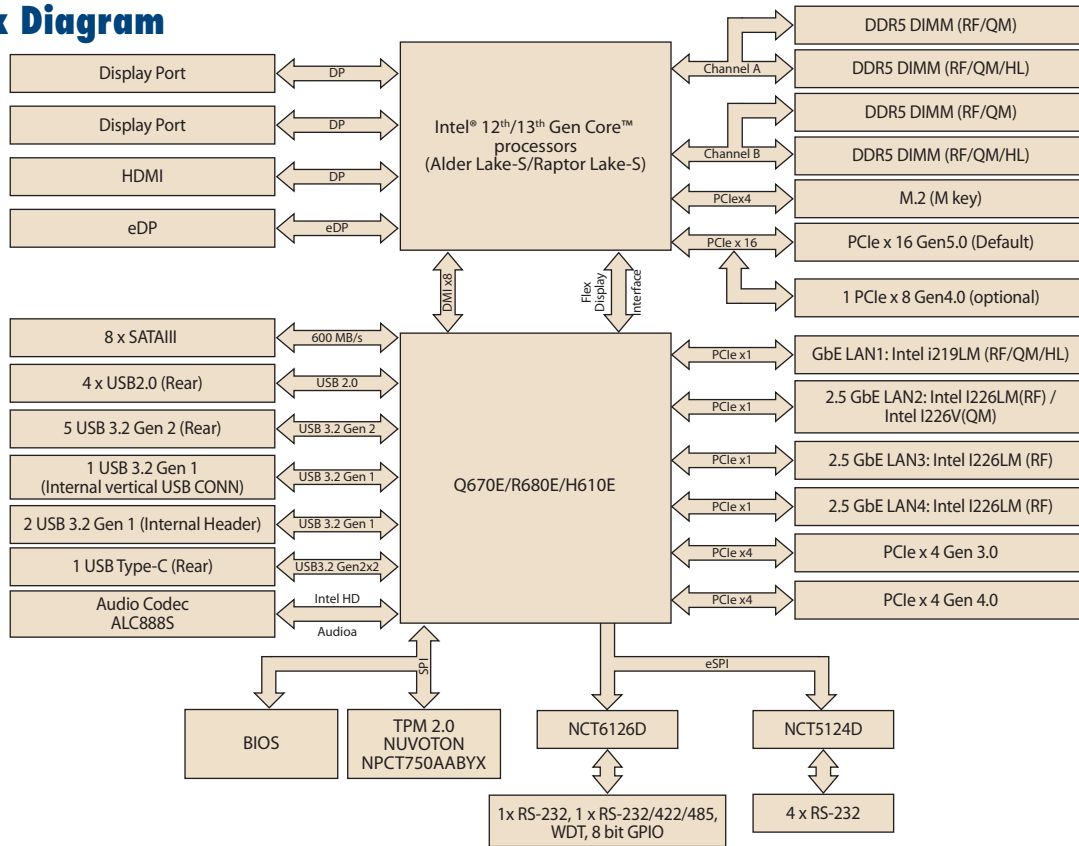 x Diagram
Display Port
DP
Display Port
DP
HDMI
DP
eDP
eDP
Intel® 12th/13th Gen Core™
processors
(Alder Lake-S/Raptor Lake-S)
Channel A
DDR5 DIMM (RF/QM)
DDR5 DIMM (RF/QM/HL)
Channel B
DDR5 DIMM (RF/QM)
DDR5 DIMM (RF/QM/HL)
PCIex4
M.2 (M key)
PCIe x 16
PCIe x 16 Gen5.0 (Default)
1 PCIe x 8 Gen4.0 (optional)
DMI x8
Flex
Display
Interface
8 x SATAIII
600 MB/s
4 x USB2.0 (Rear)
USB 2.0
5 USB 3.2 Gen 2 (Rear)
USB 3.2 Gen 2
1 USB 3.2 Gen 1
(Internal vertical USB CONN)
USB 3.2 Gen 1
2 USB 3.2 Gen 1 (Internal Header)
USB 3.2 Gen 1
1 USB Type-C (Rear)
USB3.2 Gen2x2
Audio Codec
ALC888S
Intel HD
Audioa
Q670E/R680E/H610E
PCIe x1
GbE LAN1: Intel i219LM (RF/QM/HL)
PCIe x1
2.5 GbE LAN2: Intel I226LM(RF) /
Intel I226V(QM)
PCIe x1
2.5 GbE LAN3: Intel I226LM (RF)
PCIe x1
2.5 GbE LAN4: Intel I226LM (RF)
PCIe x4
PCIe x 4 Gen 3.0
PCIe x4
PCIe x 4 Gen 4.0
SPI
eSPI
BIOS
TPM 2.0
NUVOTON
NPCT750AABYX
NCT6126D
NCT5124D
1x RS-232, 1 x RS-232/422/485,
WDT, 8 bit GPIO
4 x RS-232